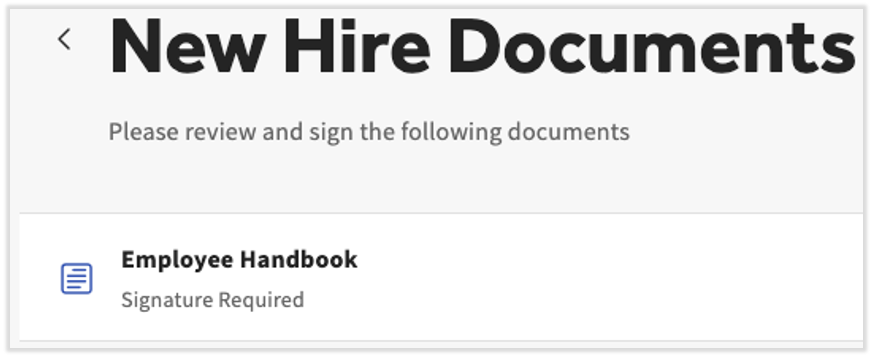 New Hire Documents
Please review and sign the following documents
Employee Handbook
Signature Required